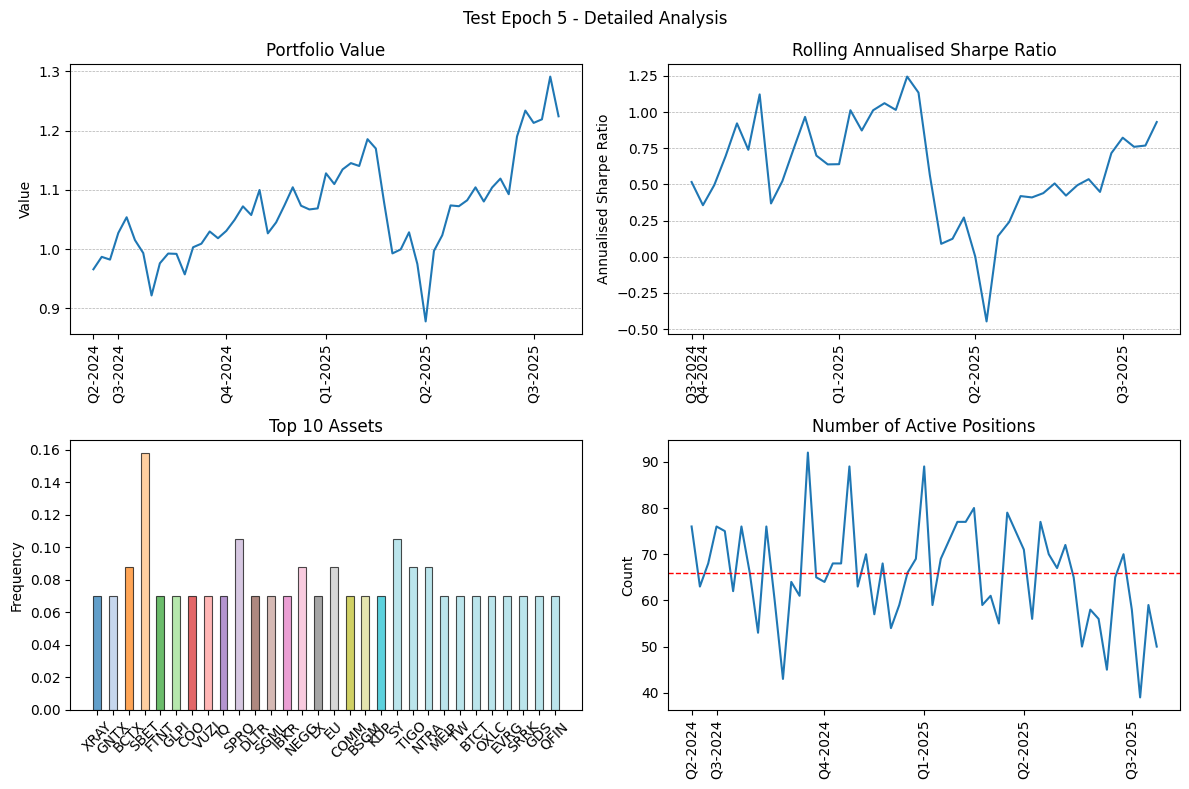 Test Epoch 5 - Detailed Analysis
Portfolio Value
Value
1.3
1.2
1.1
1.0
0.9
Q2-2024
Q3-2024
Q4-2024
Q1-2025
Q2-2025
Q3-2025
Rolling Annualised Sharpe Ratio
Annualised Sharpe Ratio
1.25
1.00
0.75
0.50
0.25
0.00
−0.25
−0.50
Q3-2024
Q4-2024
Q1-2025
Q2-2025
Q3-2025
Top 10 Assets
Frequency
0.16
0.14
0.12
0.10
0.08
0.06
0.04
0.02
0.00
XRAY
GNTX
BCTX
SBET
FTNT
GLPI
COO
VUZI
IQ
SPRO
DLTR
SGML
IBKR
NEGG
LX
EU
COMM
BSGM
KDP
SY
TIGO
NTRA
TW
BTCT
OXLC
EVRG
SRRK
GDS
QFIN
Number of Active Positions
Count
90
80
70
60
50
40
Q2-2024
Q3-2024
Q4-2024
Q1-2025
Q2-2025
Q3-2025